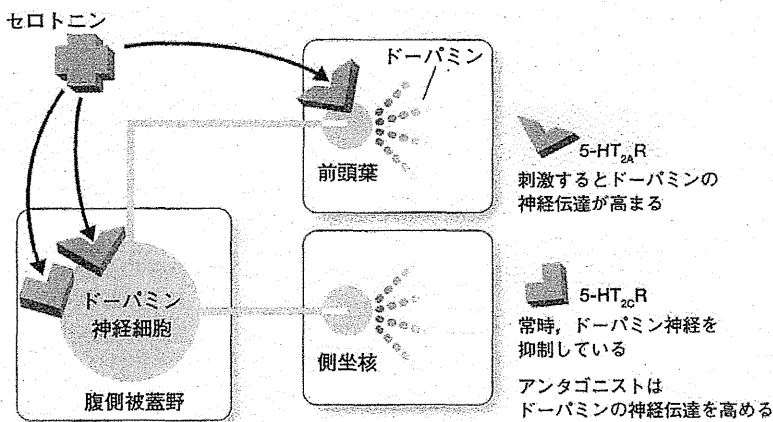 セロトニン
ドーパミン
前頭葉
5-HT2AR
刺激するとドーパミンの
神経伝達が高まる
ドーパミン
神経細胞
腹側被蓋野
側坐核
5-HT2CR
常時，ドーパミン神経を
抑制している
アンタゴニストは
ドーパミンの神経伝達を高める